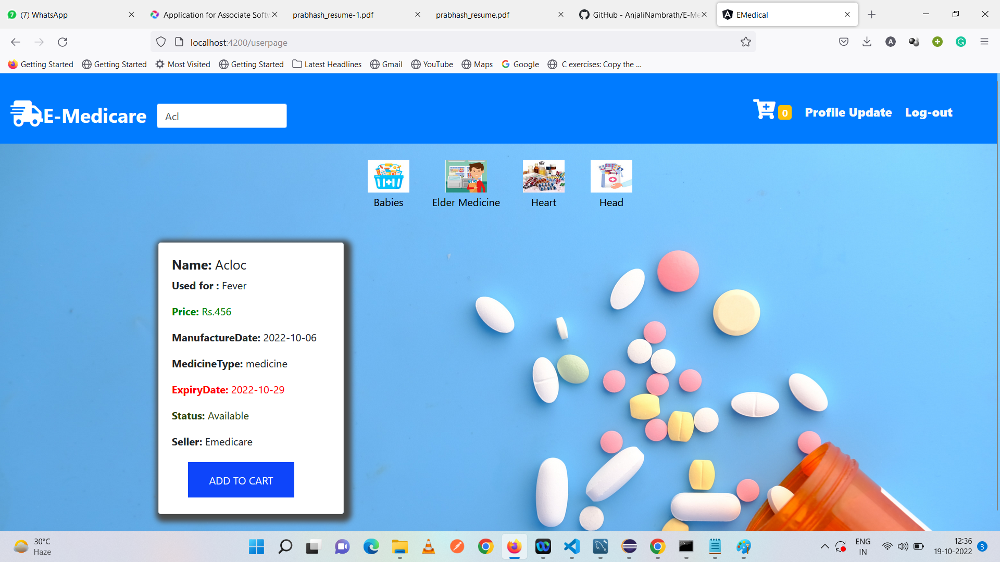 (7) WhatsApp
Application for Associate Softw
prabhash_resume-1.pdf
prabhash_resume.pdf
GitHub - AnjaliNambrath/E-Me
EMedical
localhost:4200/userpage
Getting Started
Getting Started
Most Visited
Getting Started
Latest Headlines
Gmail
YouTube
Maps
Google
C exercises: Copy the ...
E-Medicare
Acl
0
Profile Update
Log-out
Babies
Elder Medicine
Heart
Head
Name: Acloc
Used for : Fever
Price: Rs.456
ManufactureDate: 2022-10-06
MedicineType: medicine
ExpiryDate: 2022-10-29
Status: Available
Seller: Emedicare
ADD TO CART
30°C
Haze
ENG
IN
12:36
19-10-2022
3